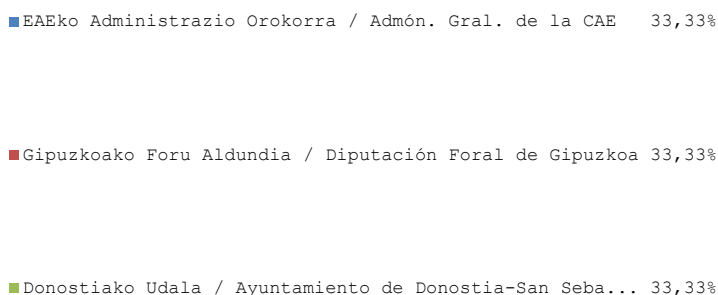 EAEko Administrazio Orokorra / Admón. Gral. de la CAE 33,33%
Gipuzkoako Foru Aldundia / Diputación Foral de Gipuzkoa 33,33%
Donostiako Udala / Ayuntamiento de Donostia-San Seba... 33,33%